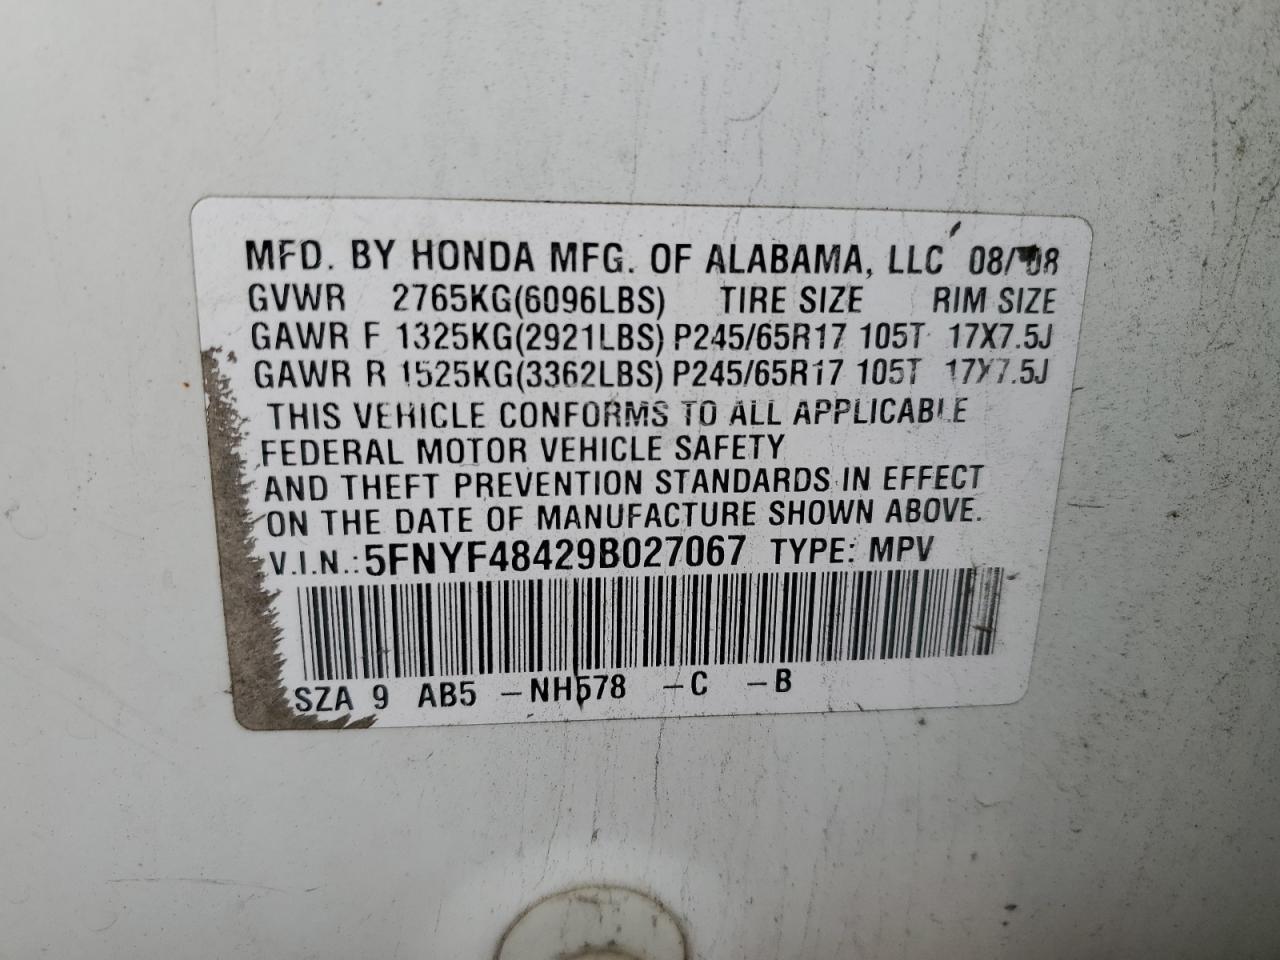 MFD. BY HONDA MFG. OF ALABAMA, LLC 08/08
GVWR 2765KG(6096LBS) TIRE SIZE RIM SIZE
GAWR F 1325KG(2921LBS) P245/65R17 105T 17X7.5J
GAWR R 1525KG(3362LBS) P245/65R17 105T 17X7.5J
THIS VEHICLE CONFORMS TO ALL APPLICABLE
FEDERAL MOTOR VEHICLE SAFETY
AND THEFT PREVENTION STANDARDS IN EFFECT
ON THE DATE OF MANUFACTURE SHOWN ABOVE.
V.I.N.: 5FNYF48429B027067 TYPE: MPV
SZA 9 AB5 -NH578 -C -B